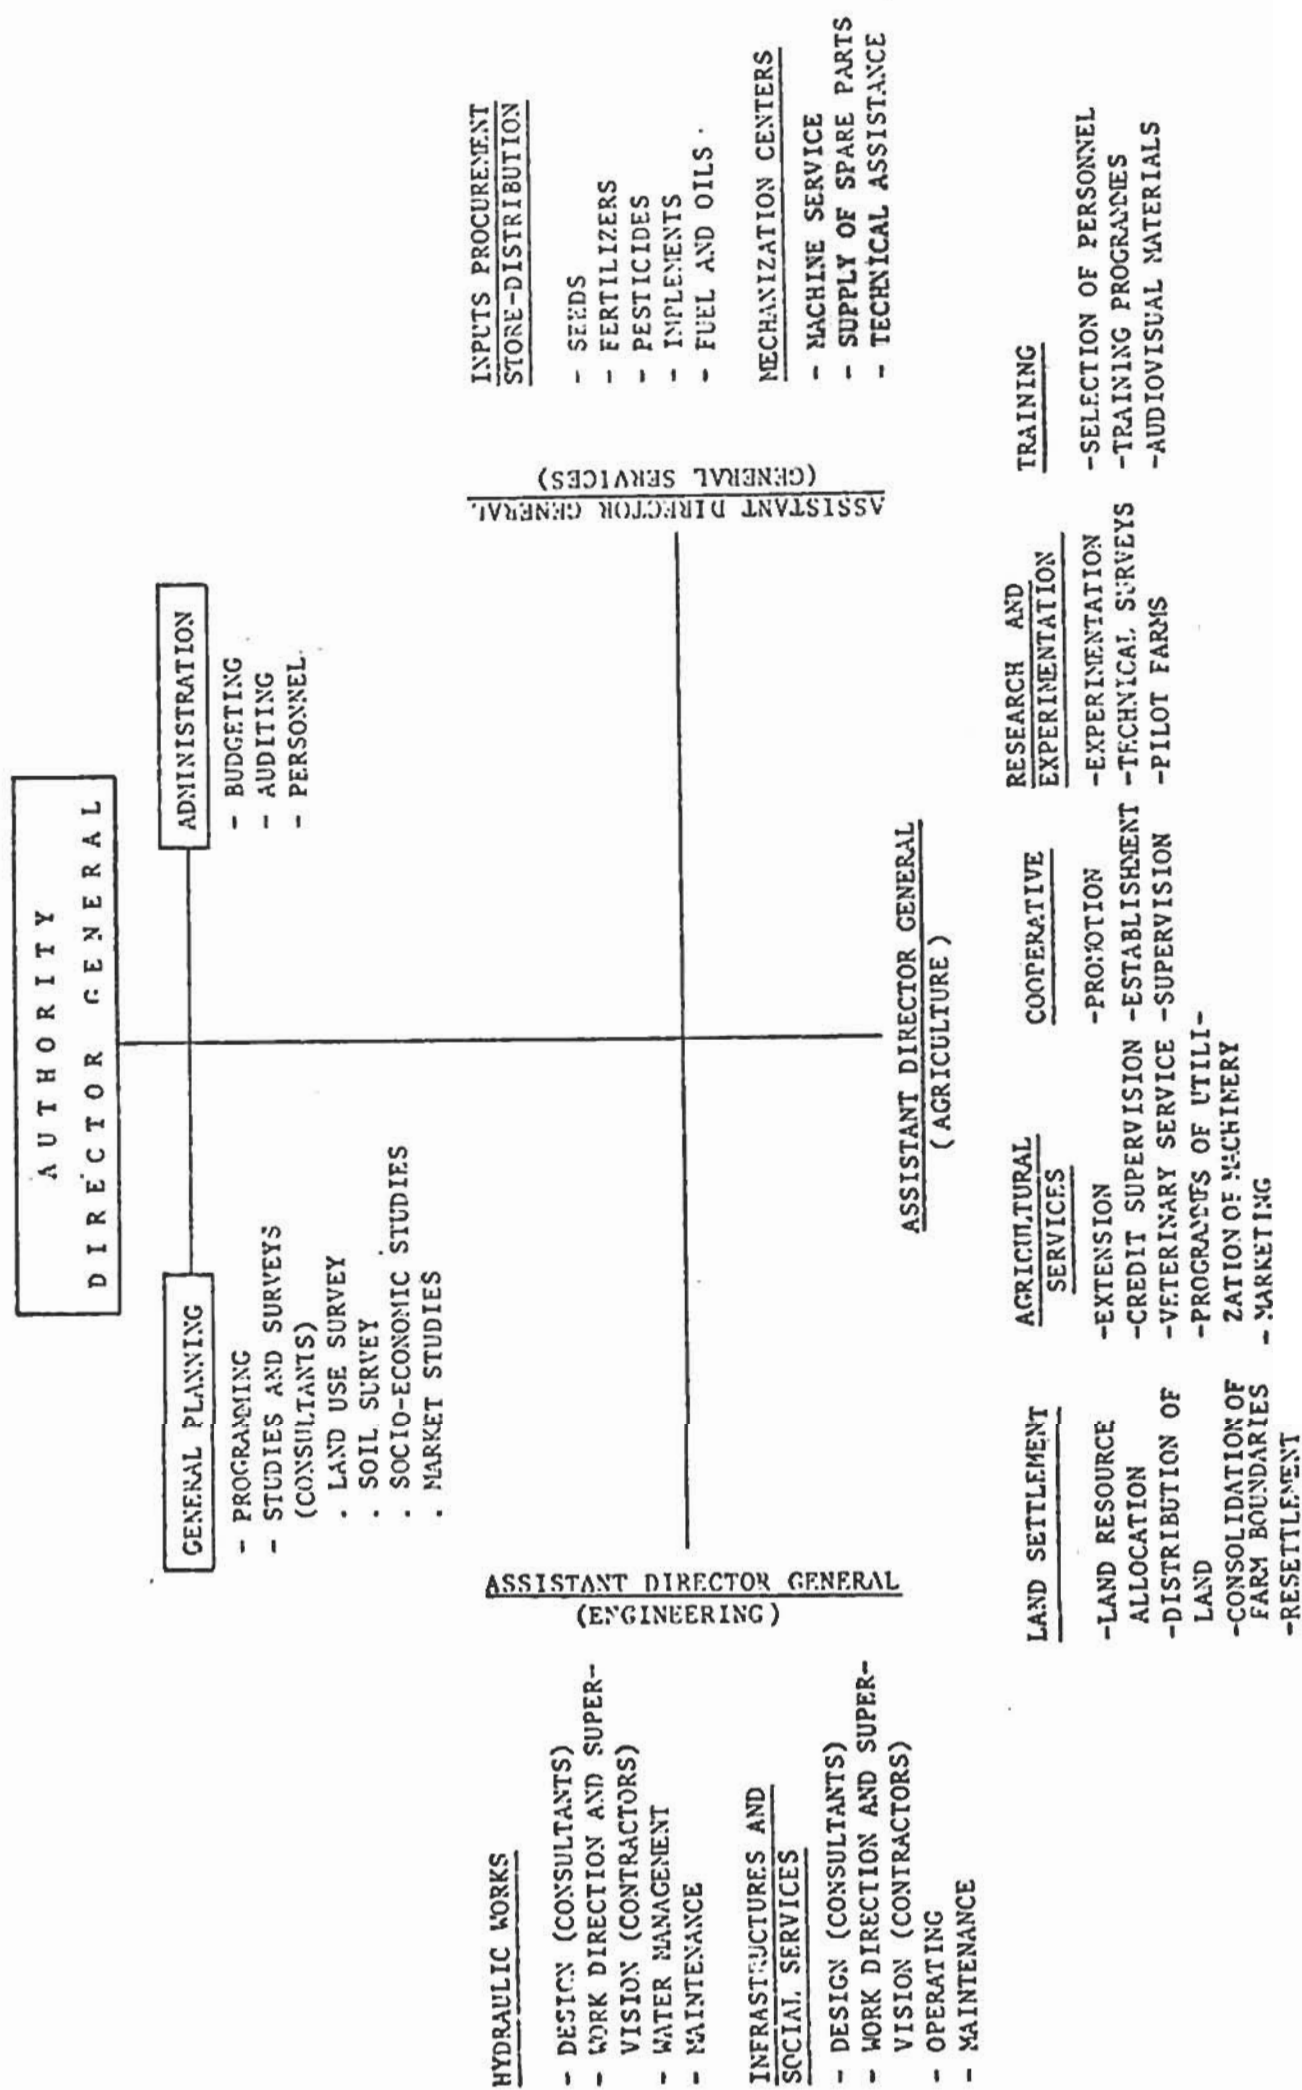 AUTHORITY
DIRECTOR GENERAL
GENERAL PLANNING
- PROGRAMMING
- STUDIES AND SURVEYS
(CONSULTANTS)
. LAND USE SURVEY
. SOIL SURVEY
. SOCIO-ECONOMIC STUDIES
. MARKET STUDIES
ADMINISTRATION
- BUDGETING
- AUDITING
- PERSONNEL
ASSISTANT DIRECTOR GENERAL
(ENGINEERING)
HYDRAULIC WORKS
- DESIGN (CONSULTANTS)
- WORK DIRECTION AND SUPER-
VISION (CONTRACTORS)
- WATER MANAGEMENT
- MAINTENANCE
INFRASTRUCTURES AND
SOCIAL SERVICES
- DESIGN (CONSULTANTS)
- WORK DIRECTION AND SUPER-
VISION (CONTRACTORS)
- OPERATING
- MAINTENANCE
ASSISTANT DIRECTOR GENERAL
(GENERAL SERVICES)
INPUTS PROCUREMENT
STORE-DISTRIBUTION
- SEEDS
- FERTILIZERS
- PESTICIDES
- IMPLEMENTS
- FUEL AND OILS
MECHANIZATION CENTERS
- MACHINE SERVICE
- SUPPLY OF SPARE PARTS
- TECHNICAL ASSISTANCE
ASSISTANT DIRECTOR GENERAL
(AGRICULTURE)
LAND SETTLEMENT
-LAND RESOURCE
ALLOCATION
-DISTRIBUTION OF
LAND
-CONSOLIDATION OF
FARM BOUNDARIES
-RESETTLEMENT
AGRICULTURAL
SERVICES
-EXTENSION
-CREDIT SUPERVISION
-VETERINARY SERVICE
-PROGRAMMES OF UTILI-
ZATION OF MACHINERY
- MARKETING
COOPERATIVE
-PROMOTION
-ESTABLISHMENT
-SUPERVISION
RESEARCH AND
EXPERIMENTATION
-EXPERIMENTATION
-TECHNICAL SURVEYS
-PILOT FARMS
TRAINING
-SELECTION OF PERSONNEL
-TRAINING PROGRAMMES
-AUDIOVISUAL MATERIALS